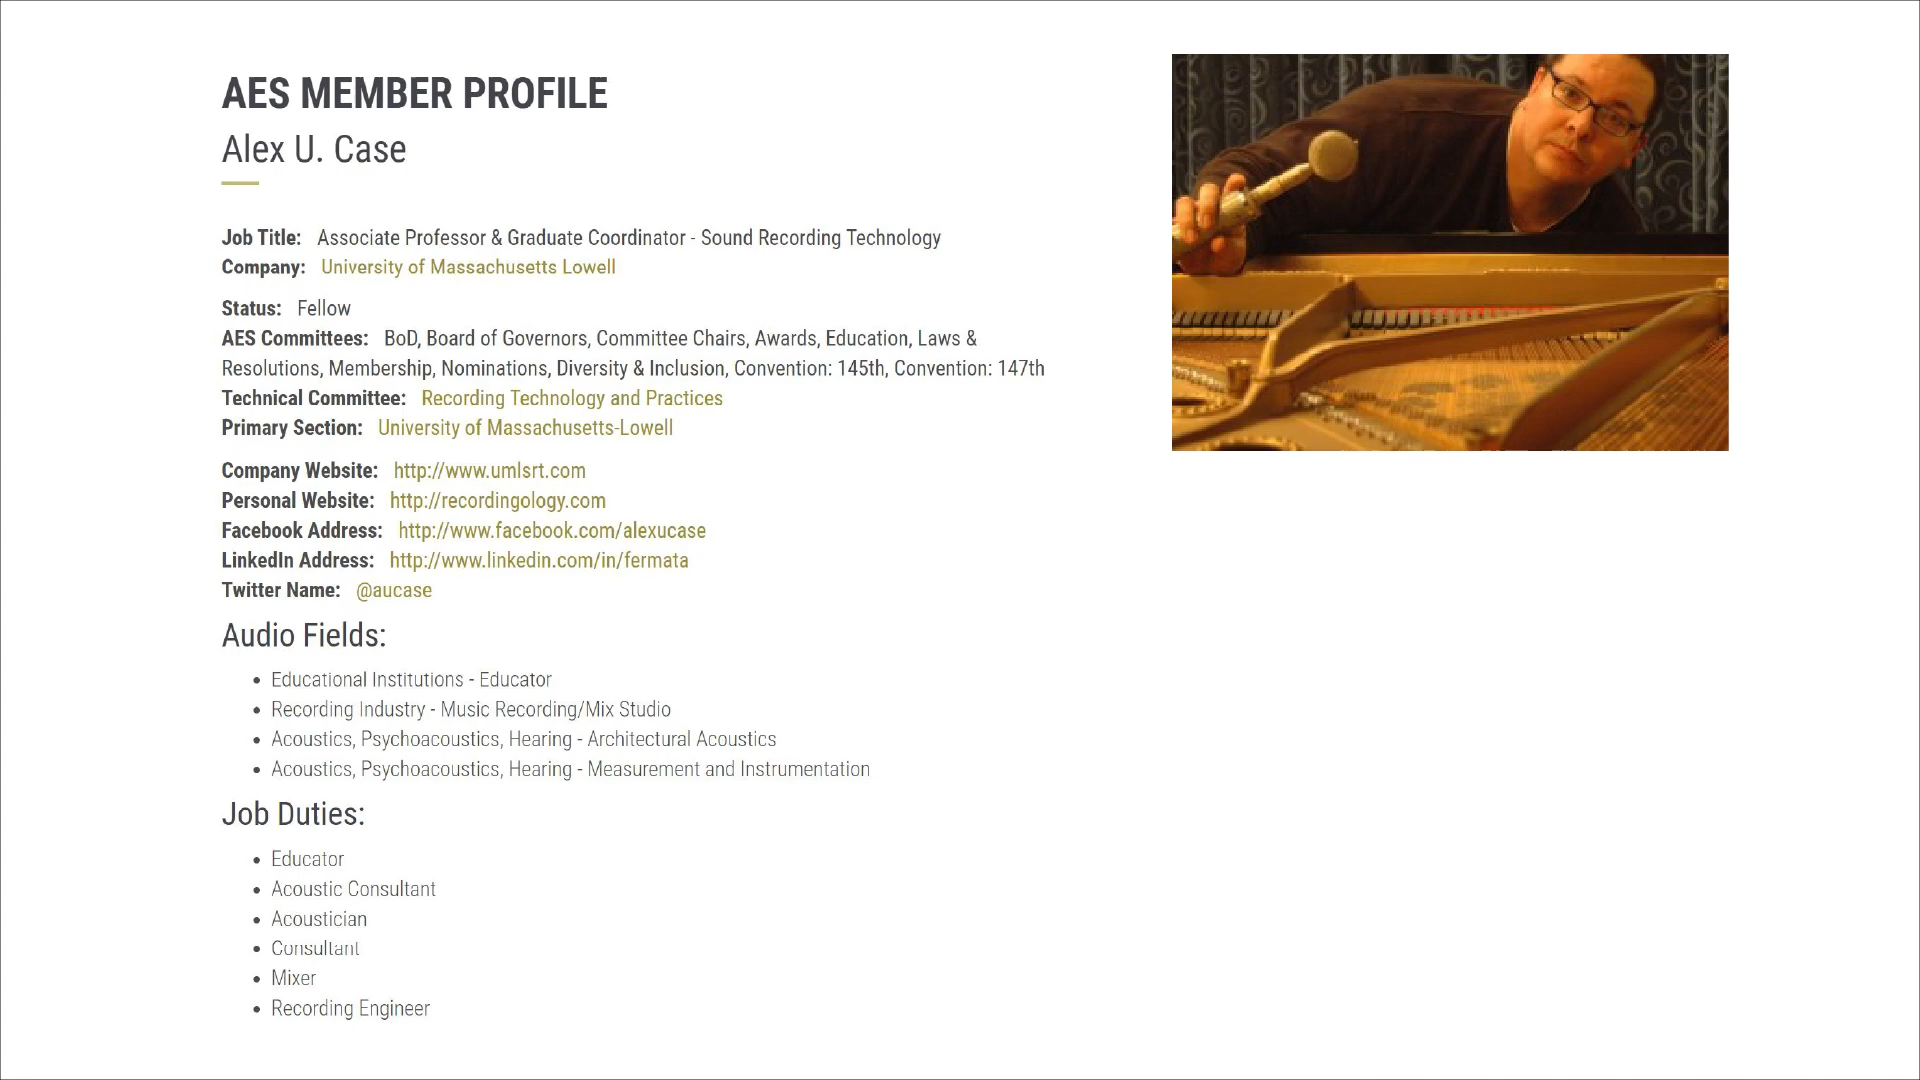 AES MEMBER PROFILE
Alex U. Case
Job Title: Associate Professor & Graduate Coordinator - Sound Recording Technology
Company: University of Massachusetts Lowell
Status: Fellow
AES Committees: BoD, Board of Governors, Committee Chairs, Awards, Education, Laws &
Resolutions, Membership, Nominations, Diversity & Inclusion, Convention: 145th, Convention: 147th
Technical Committee: Recording Technology and Practices
Primary Section: University of Massachusetts-Lowell
Company Website: http://www.umlsrt.com
Personal Website: http://recordingology.com
Facebook Address: http://www.facebook.com/alexucase
LinkedIn Address: http://www.linkedin.com/in/fermata
Twitter Name: @aucase
Audio Fields:
• Educational Institutions - Educator
• Recording Industry - Music Recording/Mix Studio
• Acoustics, Psychoacoustics, Hearing - Architectural Acoustics
• Acoustics, Psychoacoustics, Hearing - Measurement and Instrumentation
Job Duties:
• Educator
• Acoustic Consultant
• Acoustician
• Consultant
• Mixer
• Recording Engineer